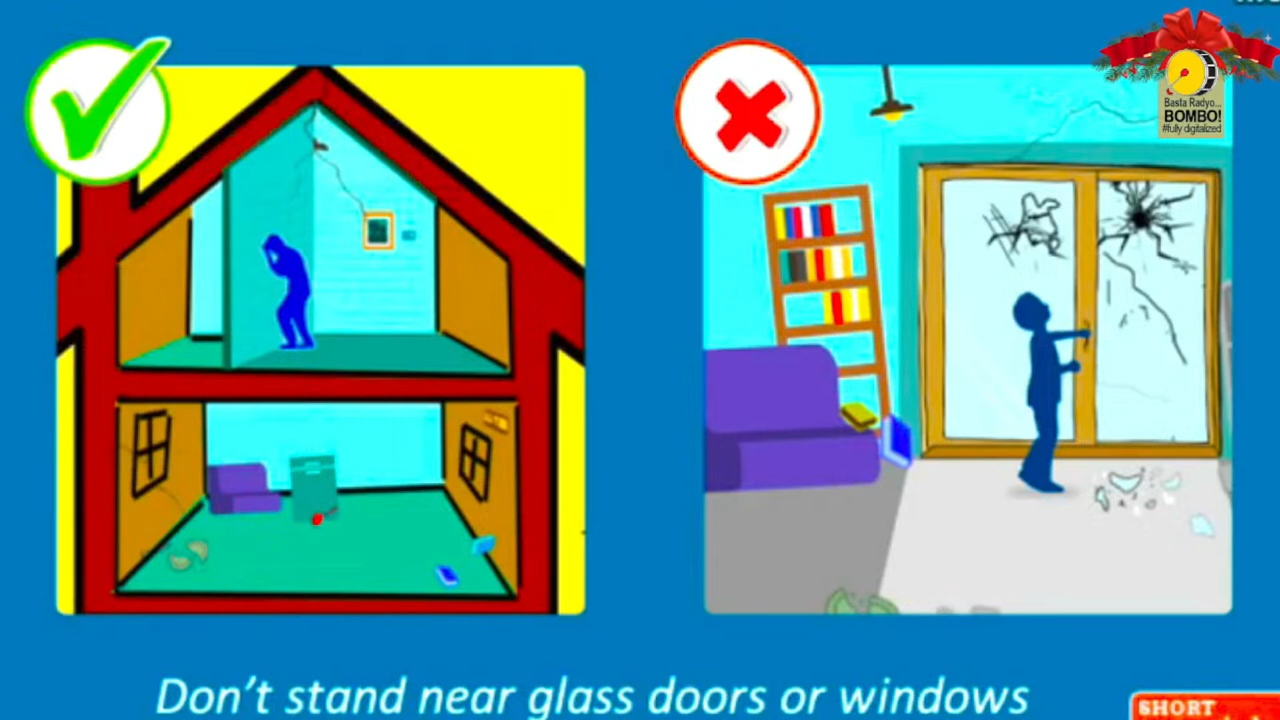 Basta Radyo...
BOMBO!
#fully digitalized
Don't stand near glass doors or windows
SHORT